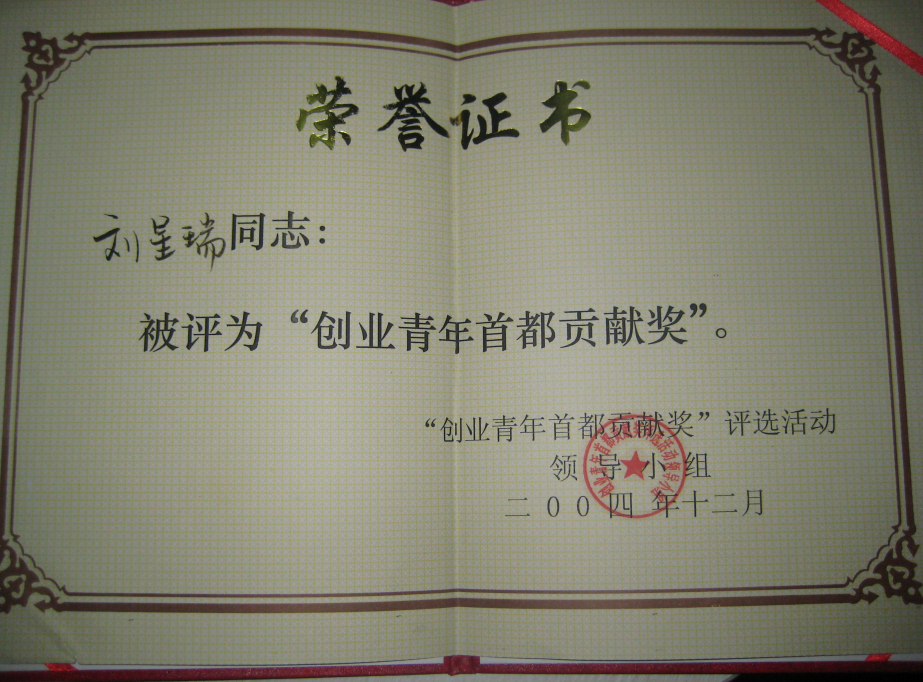 荣誉证书
刘星瑞同志：
被评为“创业青年首都贡献奖”。
“创业青年首都贡献奖”评选活动
领导小组
二00四年十二月